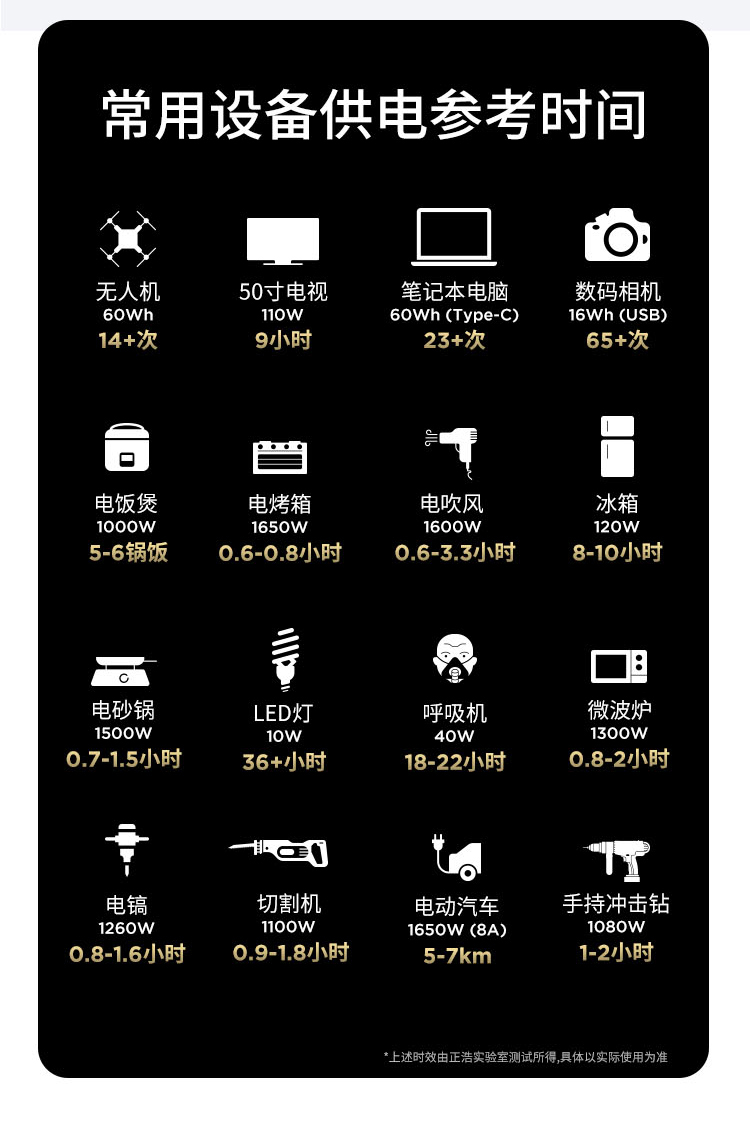 常用设备供电参考时间
无人机
60Wh
14+次
50寸电视
110W
9小时
笔记本电脑
60Wh (Type-C)
23+次
数码相机
16Wh (USB)
65+次
电饭煲
1000W
5-6锅饭
电烤箱
1650W
0.6-0.8小时
电吹风
1600W
0.6-3.3小时
冰箱
120W
8-10小时
电砂锅
1500W
0.7-1.5小时
LED灯
10W
36+小时
呼吸机
40W
18-22小时
微波炉
1300W
0.8-2小时
电镐
1260W
0.8-1.6小时
切割机
1100W
0.9-1.8小时
电动汽车
1650W (8A)
5-7km
手持冲击钻
1080W
1-2小时
*上述时效由正浩实验室测试所得,具体以实际使用为准